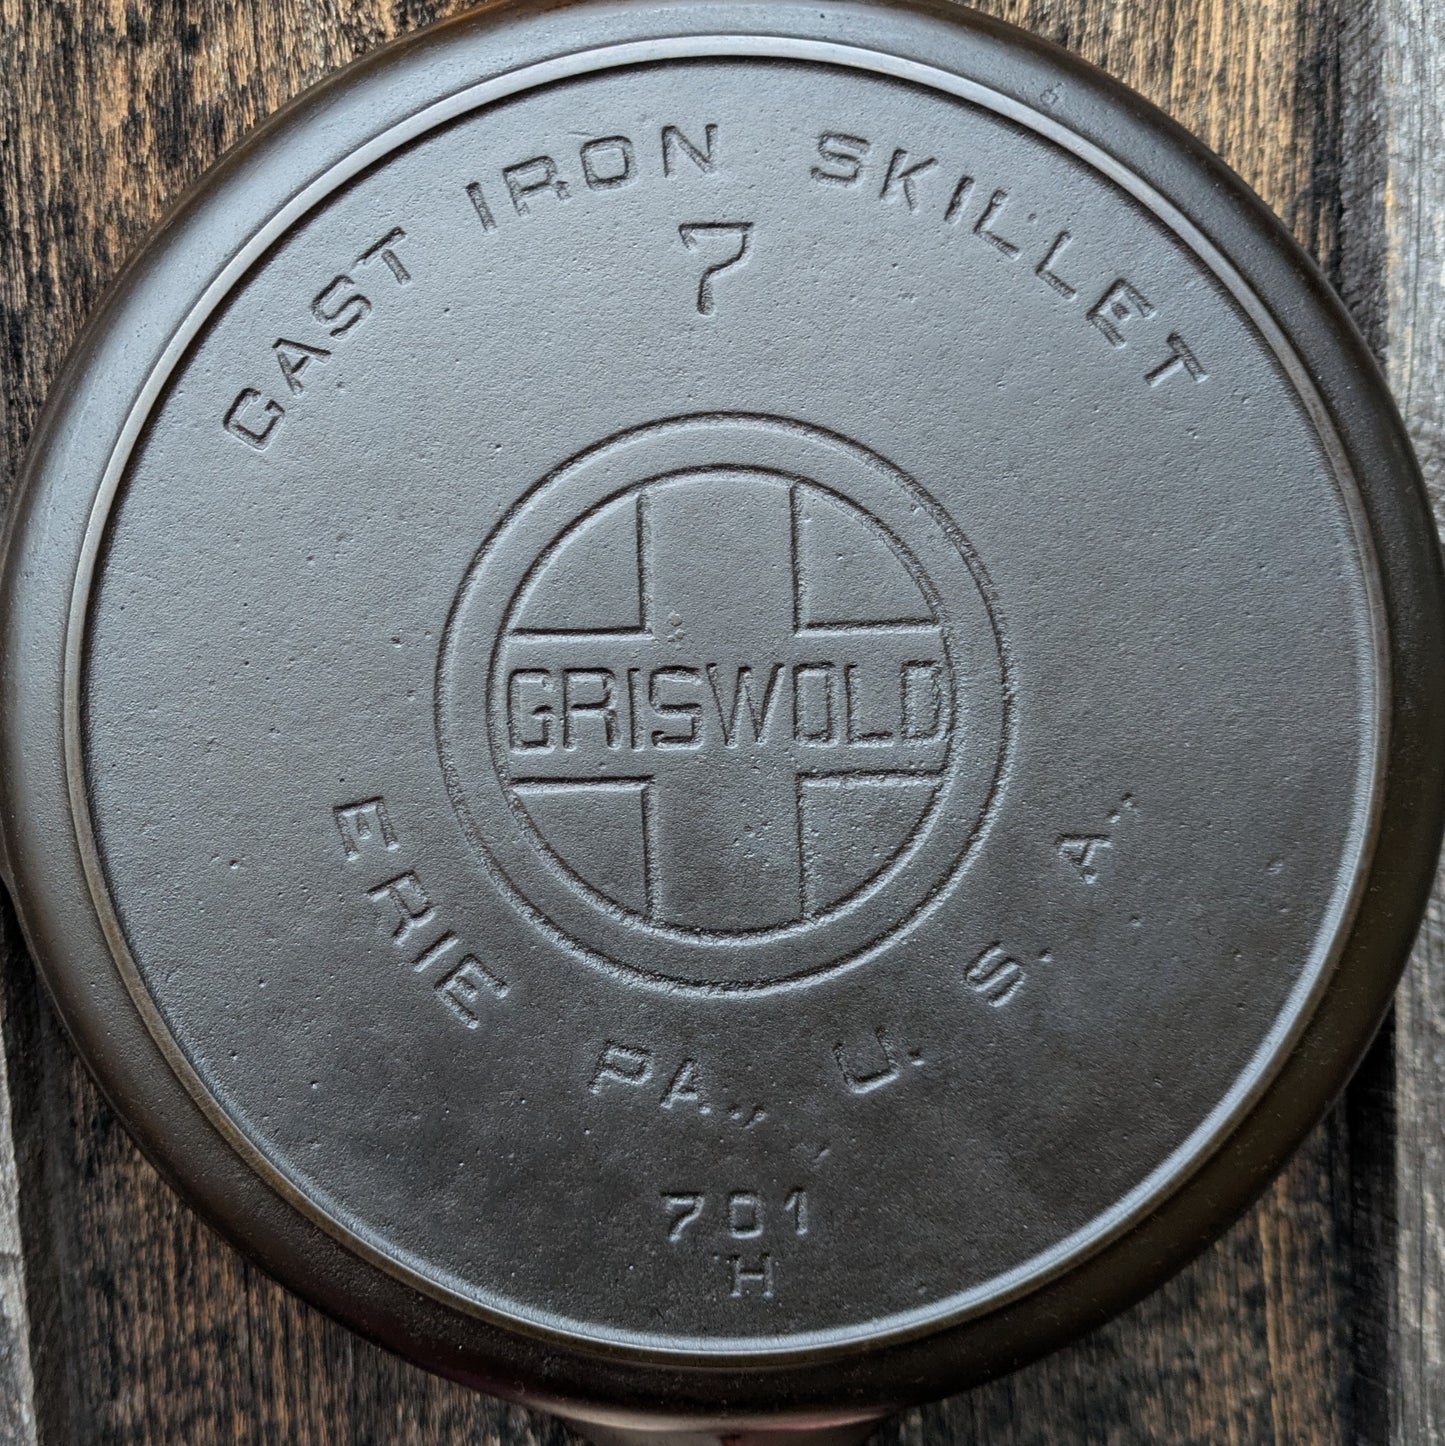 CAST IRON SKILLET
7
GRISWOLD
ERIE PA., U.S.A.
701
H